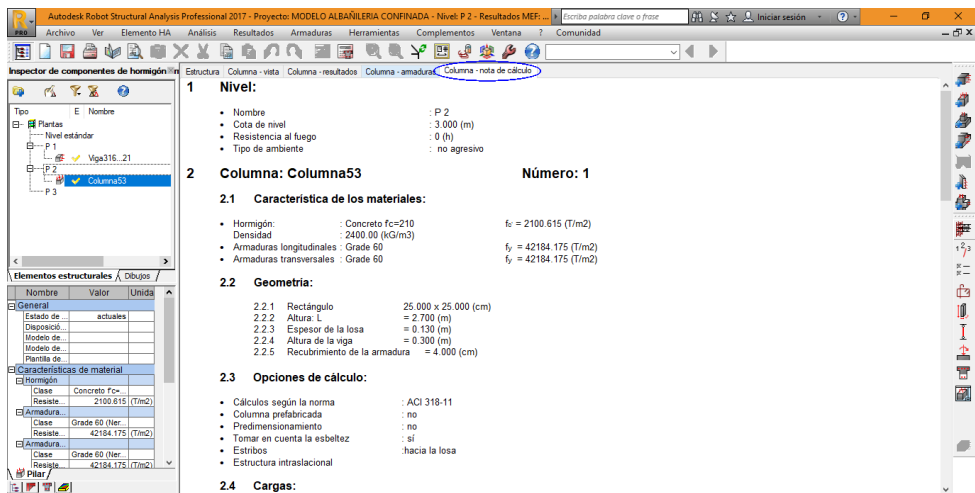 PRO
Autodesk Robot Structural Analysis Professional 2017 - Proyecto: MODELO ALBAÑILERIA CONFINADA - Nivel: P 2 - Resultados MEF: ...
Escriba palabra clave o frase
Iniciar sesión
Archivo Ver Elemento HA Análisis Resultados Armaduras Herramientas Complementos Ventana ? Comunidad
Inspector de componentes de hormigón
Estructura Columna - vista Columna - resultados Columna - armaduras Columna - nota de cálculo
Tipo E Nombre
Plantas
Nivel estándar
P 1
Viga316...21
P 2
Columna53
P 3
Elementos estructurales Dibujos
Nombre Valor Unida
General
Estado de ... actuales
Disposició...
Modelo de...
Modelo de...
Plantilla de...
Características de material
Hormigón
Clase Concreto f'c=...
Resiste... 2100.615 (T/m2)
Armadura...
Clase Grade 60 (Ner...
Resiste... 42184.175 (T/m2)
Armadura...
Clase Grade 60 (Ner...
Resiste... 42184.175 (T/m2)
Pilar
1 Nivel:
• Nombre : P 2
• Cota de nivel : 3.000 (m)
• Resistencia al fuego : 0 (h)
• Tipo de ambiente : no agresivo
2 Columna: Columna53 Número: 1
2.1 Característica de los materiales:
• Hormigón: : Concreto f'c=210 fc' = 2100.615 (T/m2)
Densidad : 2400.00 (kG/m3)
• Armaduras longitudinales : Grade 60 fy = 42184.175 (T/m2)
• Armaduras transversales : Grade 60 fy = 42184.175 (T/m2)
2.2 Geometría:
2.2.1 Rectángulo 25.000 x 25.000 (cm)
2.2.2 Altura: L = 2.700 (m)
2.2.3 Espesor de la losa = 0.130 (m)
2.2.4 Altura de la viga = 0.300 (m)
2.2.5 Recubrimiento de la armadura = 4.000 (cm)
2.3 Opciones de cálculo:
• Cálculos según la norma : ACI 318-11
• Columna prefabricada : no
• Predimensionamiento : no
• Tomar en cuenta la esbeltez : sí
• Estribos :hacia la losa
• Estructura intraslacional
2.4 Cargas: